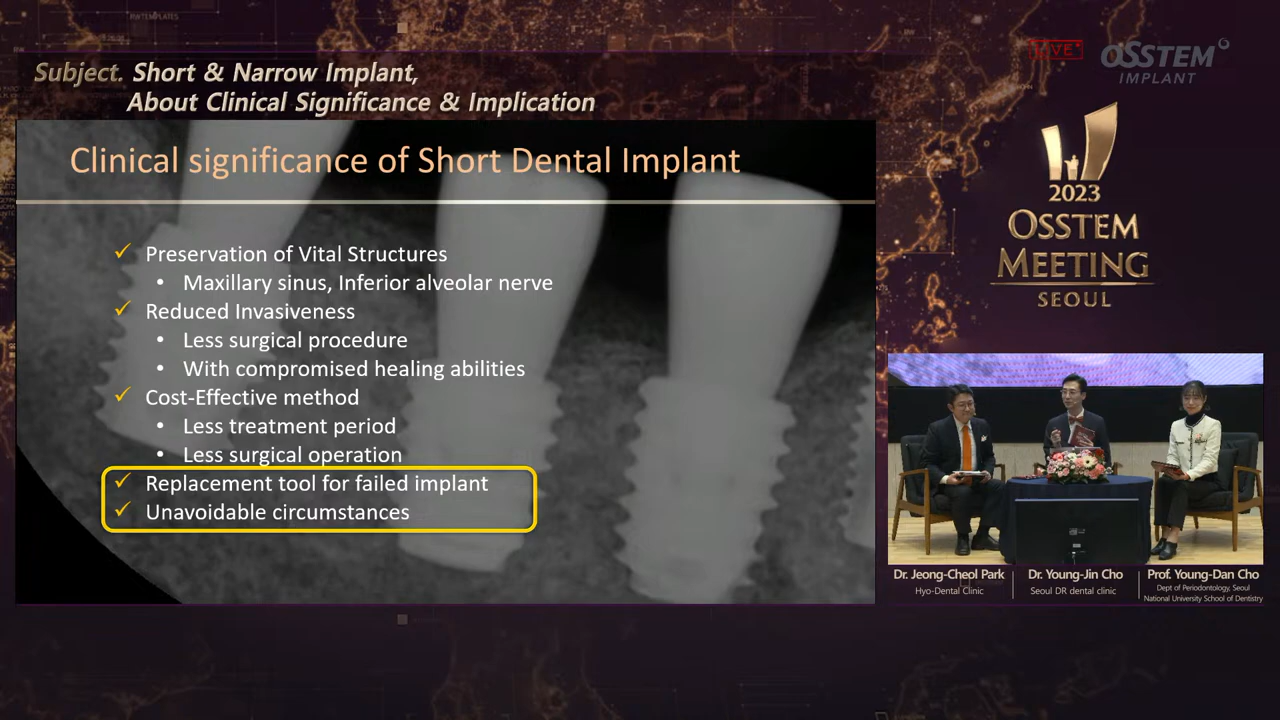 Subject. Short & Narrow Implant,
About Clinical Significance & Implication
LIVE
OSSTEM
IMPLANT
Clinical significance of Short Dental Implant
✓ Preservation of Vital Structures
• Maxillary sinus, Inferior alveolar nerve
✓ Reduced Invasiveness
• Less surgical procedure
• With compromised healing abilities
✓ Cost-Effective method
• Less treatment period
• Less surgical operation
✓ Replacement tool for failed implant
✓ Unavoidable circumstances
2023
OSSTEM
MEETING
SEOUL
Dr. Jeong-Cheol Park
Hyo-Dental Clinic
Dr. Young-Jin Cho
Seoul DR dental clinic
Prof. Young-Dan Cho
Dept of Periodontology, Seoul
National University School of Dentistry